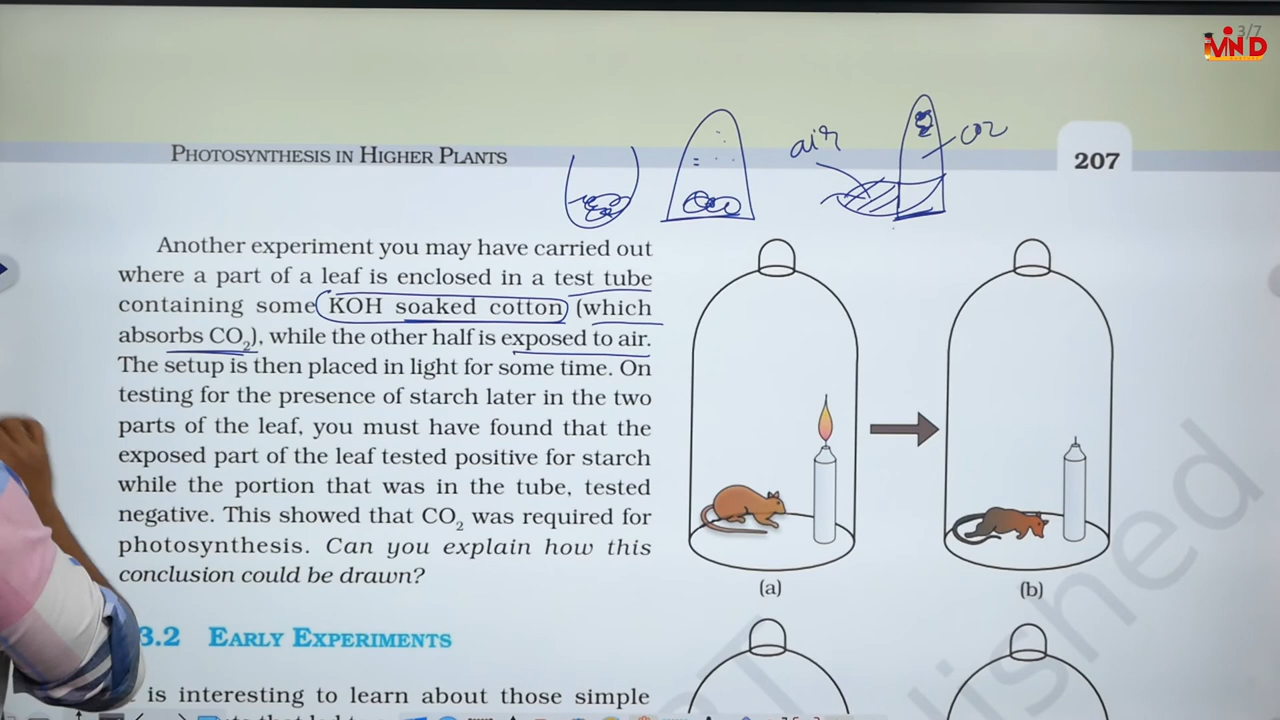 3/7
iMIND
PHOTOSYNTHESIS IN HIGHER PLANTS
air
CO2
207
Another experiment you may have carried out
where a part of a leaf is enclosed in a test tube
containing some KOH soaked cotton (which
absorbs CO2), while the other half is exposed to air.
The setup is then placed in light for some time. On
testing for the presence of starch later in the two
parts of the leaf, you must have found that the
exposed part of the leaf tested positive for starch
while the portion that was in the tube, tested
negative. This showed that CO2 was required for
photosynthesis. Can you explain how this
conclusion could be drawn?
(a)
(b)
3.2 EARLY EXPERIMENTS
is interesting to learn about those simple